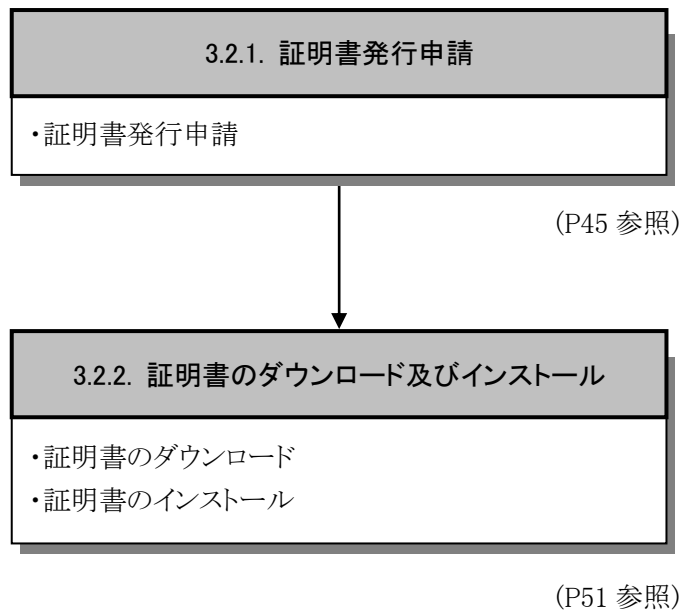 3.2.1. 証明書発行申請
・証明書発行申請
(P45 参照)
3.2.2. 証明書のダウンロード及びインストール
・証明書のダウンロード
・証明書のインストール
(P51 参照)